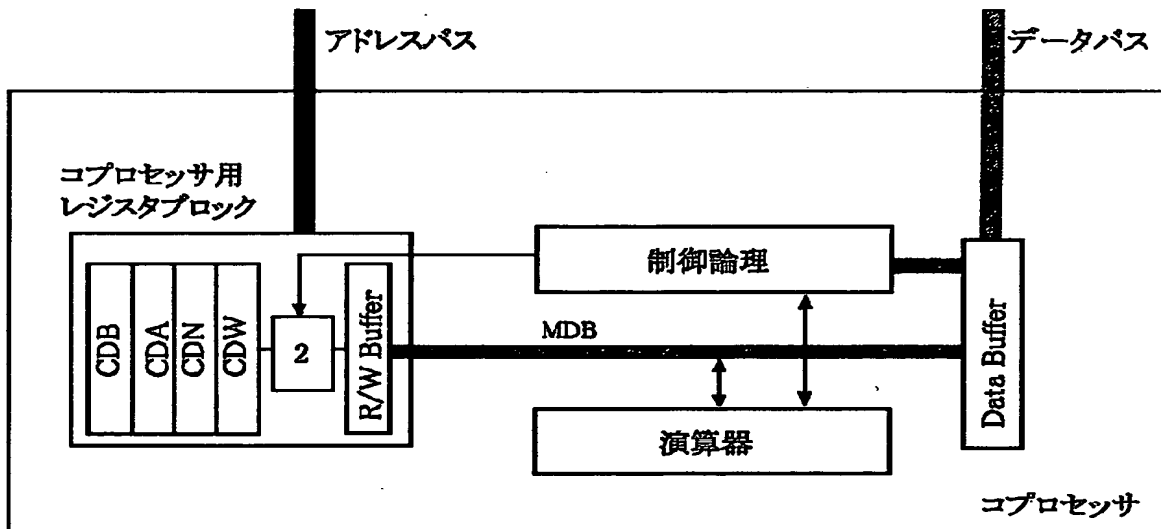 アドレスバス
データバス
コプロセッサ用
レジスタブロック
制御論理
CDB
CDA
CDN
CDW
2
R/W Buffer
MDB
Data Buffer
演算器
コプロセッサ